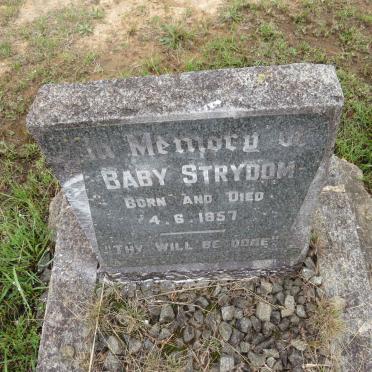 In Memory of
BABY STRYDOM
BORN AND DIED
4. 6. 1957
"THY WILL BE DONE"